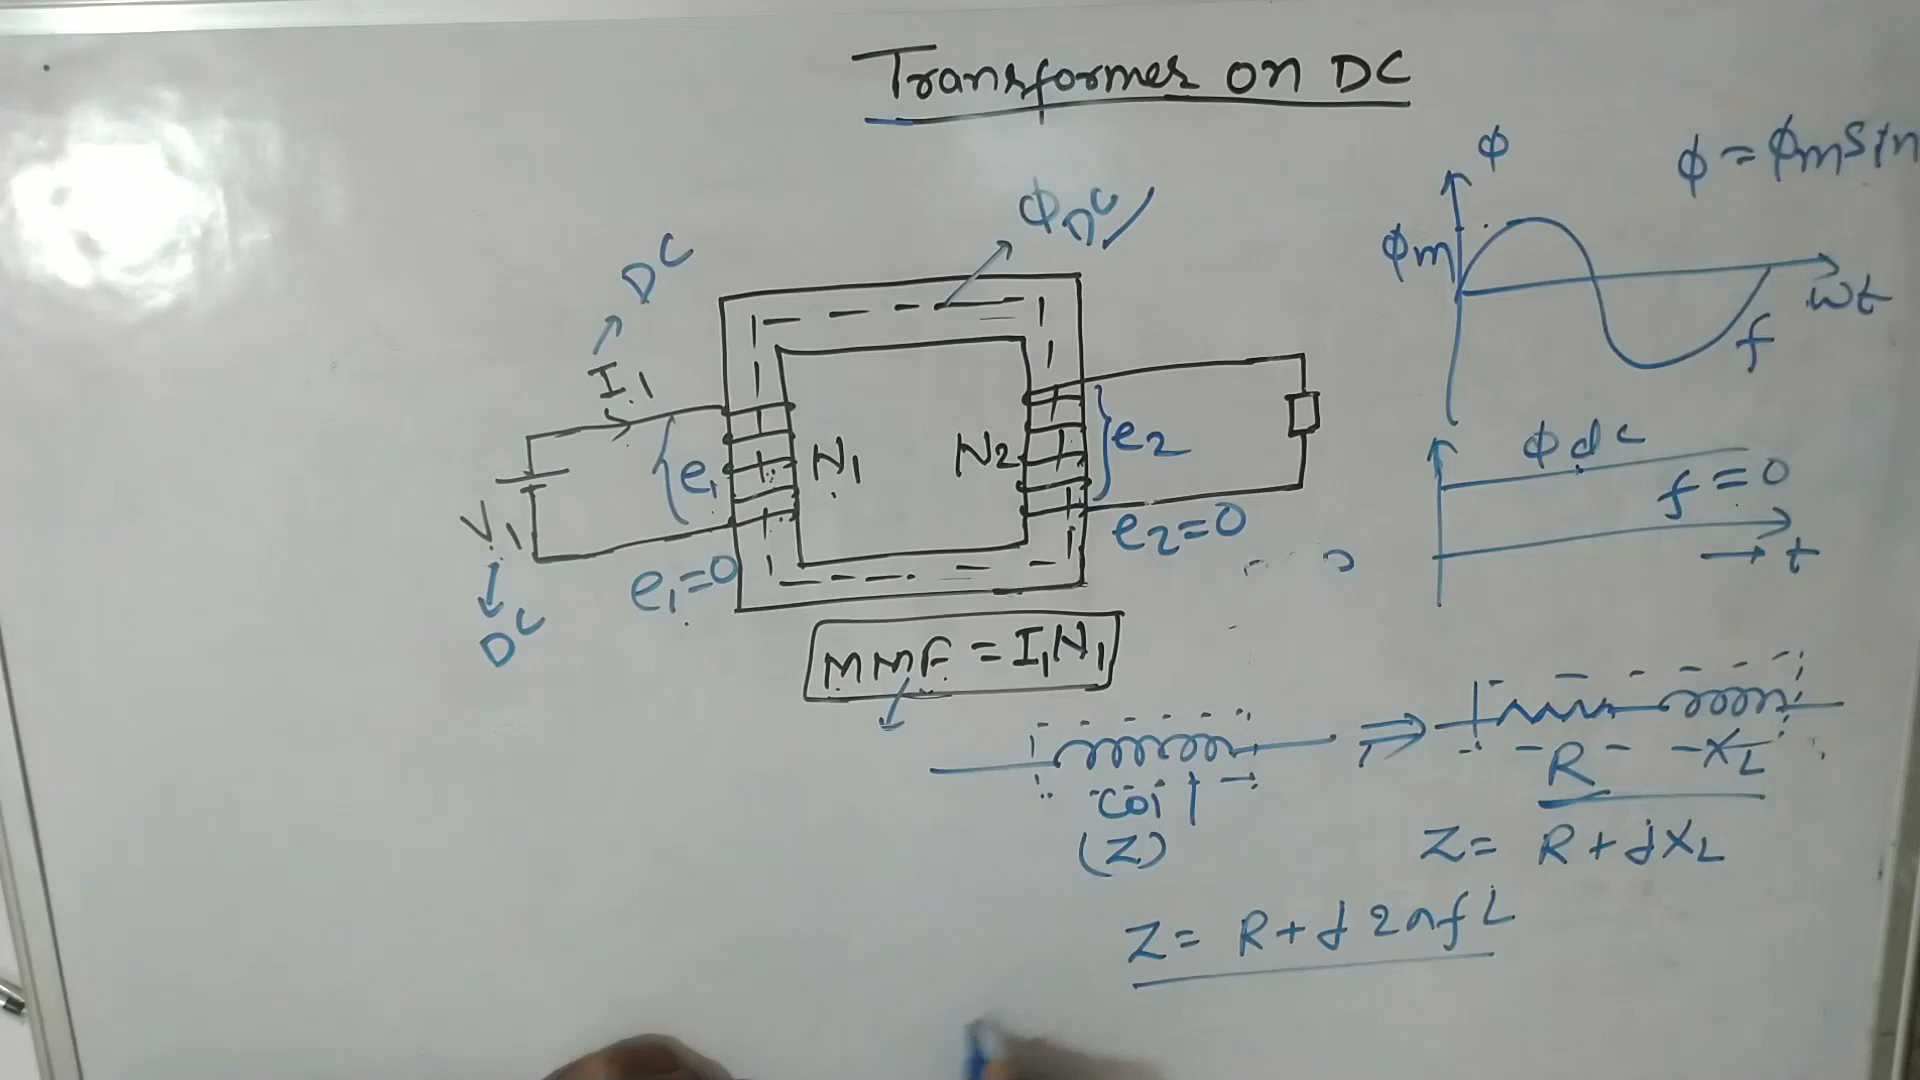 Transformer on DC
ϕ = ϕm sin
ϕ
ϕm
ωt
f
ϕDC
DC
I1
V1
DC
e1
N1
N2
e2
e1=0
e2=0
ϕdc
f=0
t
MMF = I1N1
coil
(Z)
R
XL
Z= R+jXL
Z= R+j2πfL